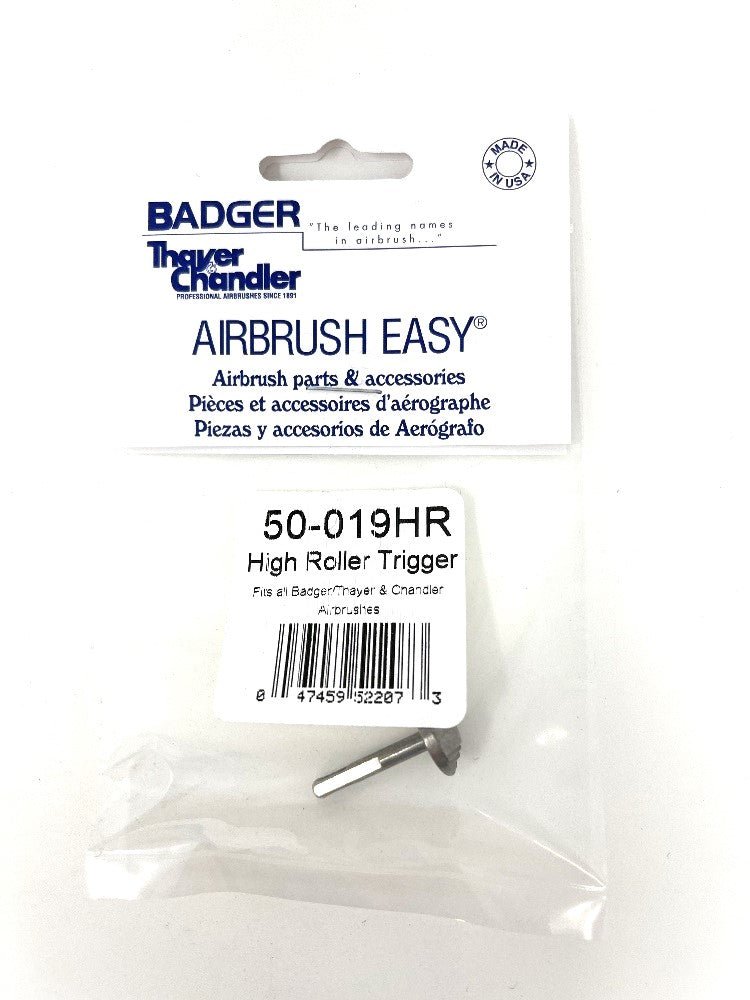 MADE
IN USA
BADGER
"The leading names
in airbrush..."
Thayer
& Chandler
PROFESSIONAL AIRBRUSHES SINCE 1891
AIRBRUSH EASY®
Airbrush parts & accessories
Pièces et accessoires d'aérographe
Piezas y accesorios de Aerógrafo
50-019HR
High Roller Trigger
Fits all Badger/Thayer & Chandler
Airbrushes
0 47459 52207 3